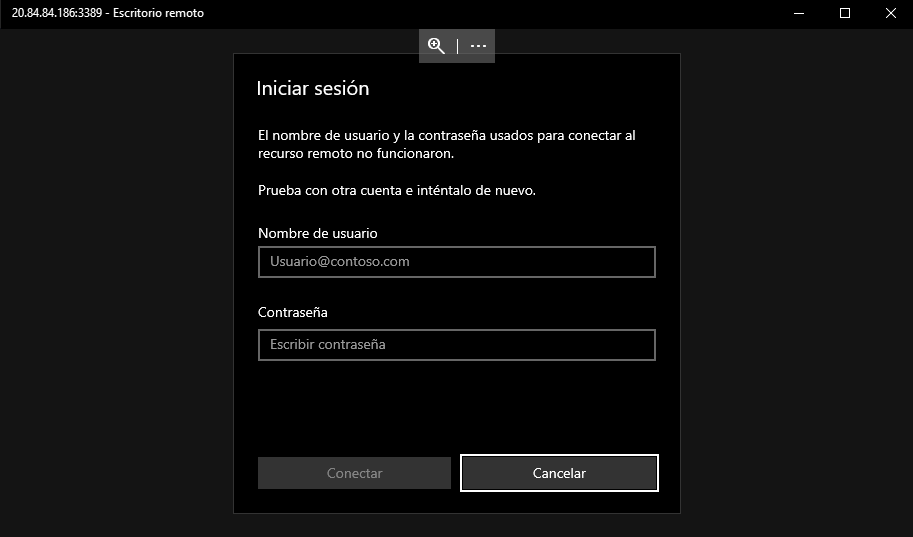 20.84.84.186:3389 - Escritorio remoto
Iniciar sesión
El nombre de usuario y la contraseña usados para conectar al
recurso remoto no funcionaron.
Prueba con otra cuenta e inténtalo de nuevo.
Nombre de usuario
Usuario@contoso.com
Contraseña
Escribir contraseña
Conectar
Cancelar